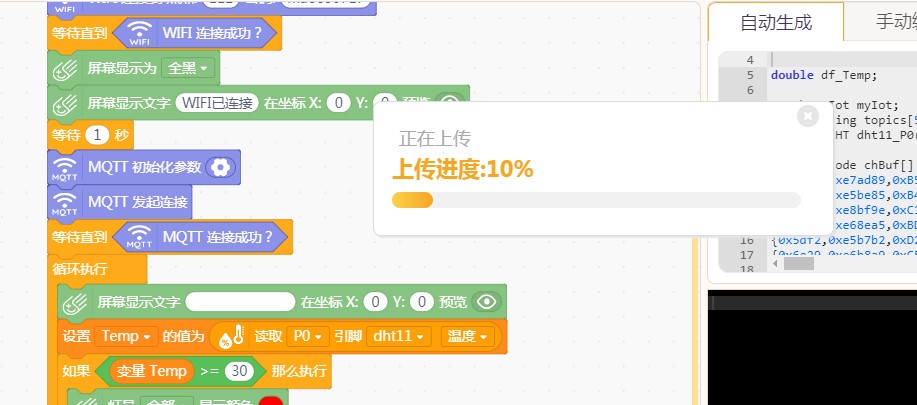 自动生成
手动编
等待直到 WIFI WIFI 连接成功？
屏幕显示为 全黑
屏幕显示文字 WIFI已连接 在坐标 X: 0 Y: 0 预览
等待 1 秒
MQTT MQTT 初始化参数
MQTT MQTT 发起连接
等待直到 MQTT MQTT 连接成功？
循环执行
屏幕显示文字 在坐标 X: 0 Y: 0 预览
设置 Temp 的值为 读取 P0 引脚 dht11 温度
如果 变量 Temp >= 30 那么执行
正在上传
上传进度:10%
4
5 double df_Temp;
6
Iot myIot;
ing topics[5
HT dht11_P0(
ode chBuf[]
xe7ad89,0xB5
xe5be85,0xB4
xe8bf9e,0xC1
xe68ea5,0xBD
16 {0x5df2,0xe5b7b2,0xD2
17
18